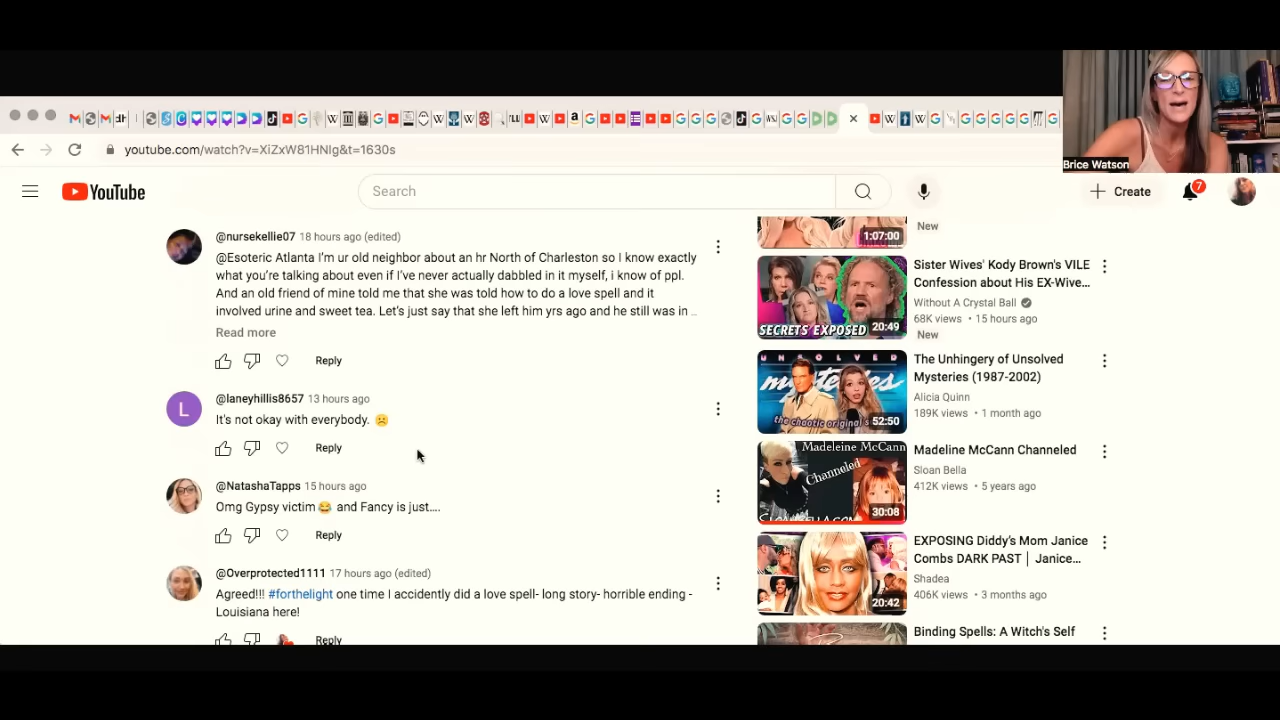 youtube.com/watch?v=XiZxW81HNIg&t=1630s
Brice Watson
YouTube
Search
Create
7
@nursekellie07 18 hours ago (edited)
@Esoteric Atlanta I'm ur old neighbor about an hr North of Charleston so I know exactly
what you're talking about even if I've never actually dabbled in it myself, i know of ppl.
And an old friend of mine told me that she was told how to do a love spell and it
involved urine and sweet tea. Let's just say that she left him yrs ago and he still was in ...
Read more
Reply
@laneyhillis8657 13 hours ago
It's not okay with everybody. ☹️
Reply
L
@NatashaTapps 15 hours ago
Omg Gypsy victim😂 and Fancy is just....
Reply
@Overprotected1111 17 hours ago (edited)
Agreed!!! #forthelight one time I accidently did a love spell- long story- horrible ending -
Louisiana here!
Reply
1:07:00
New
SECRETS EXPOSED
20:49
Sister Wives' Kody Brown's VILE
Confession about His EX-Wive...
Without A Crystal Ball
68K views • 15 hours ago
New
UNSOLVED
mysteries
the chaotic original
52:50
The Unhingery of Unsolved
Mysteries (1987-2002)
Alicia Quinn
189K views • 1 month ago
Madeleine McCann
Channeled
30:08
Madeline McCann Channeled
Sloan Bella
412K views • 5 years ago
20:42
EXPOSING Diddy's Mom Janice
Combs DARK PAST | Janice...
Shadea
406K views • 3 months ago
Binding Spells: A Witch's Self